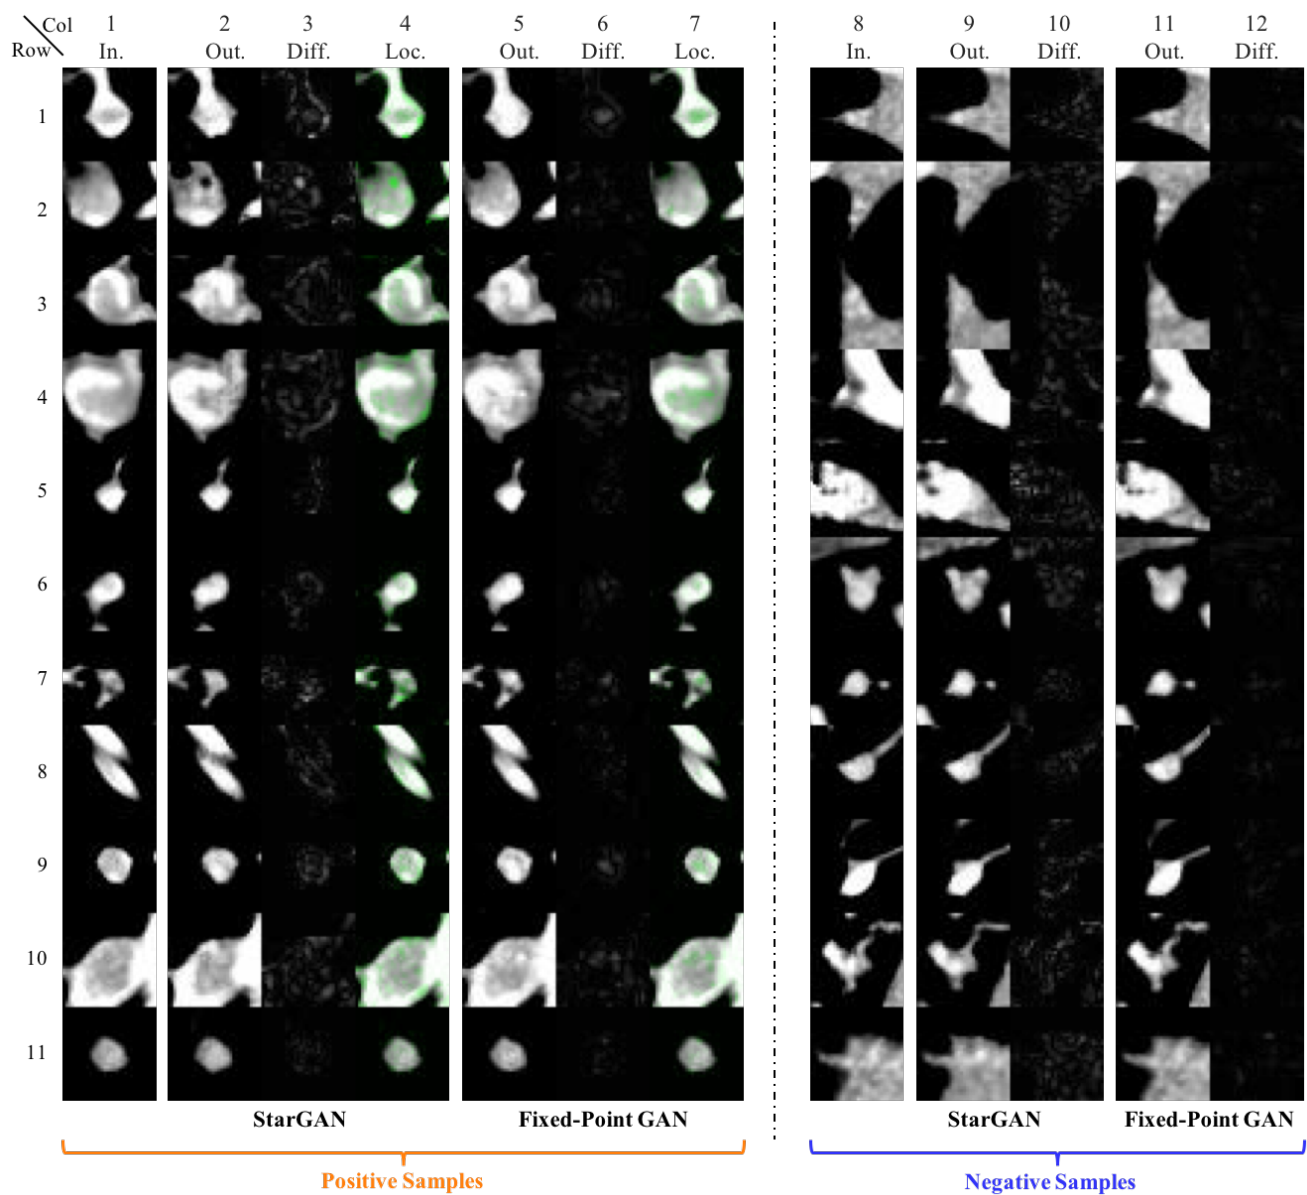 Col 1 2 3 4 5 6 7 8 9 10 11 12
Row In. Out. Diff. Loc. Out. Diff. Loc. In. Out. Diff. Out. Diff.
1
2
3
4
5
6
7
8
9
10
11
StarGAN Fixed-Point GAN StarGAN Fixed-Point GAN
Positive Samples Negative Samples